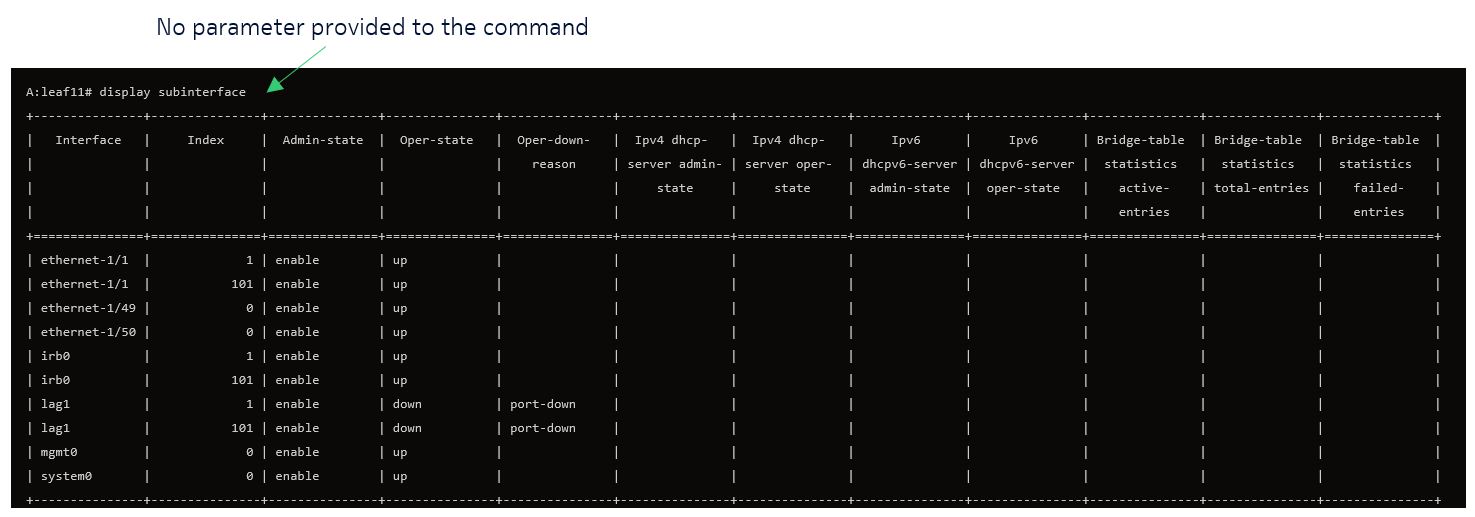 No parameter provided to the command
A:leaf11# display subinterface
+---------------+---------------+---------------+---------------+---------------+---------------+---------------+---------------+---------------+---------------+---------------+---------------+
|   Interface   |     Index     |  Admin-state  |  Oper-state   |  Oper-down-   |  Ipv4 dhcp-   |  Ipv4 dhcp-   |     Ipv6      |     Ipv6      | Bridge-table  | Bridge-table  | Bridge-table  |
|               |               |               |               |    reason     | server admin- | server oper-  | dhcpv6-server | dhcpv6-server |  statistics   |  statistics   |  statistics   |
|               |               |               |               |               |     state     |     state     |  admin-state  |  oper-state   |    active-    | total-entries |    failed-    |
|               |               |               |               |               |               |               |               |               |    entries    |               |    entries    |
+===============+===============+===============+===============+===============+===============+===============+===============+===============+===============+===============+===============+
| ethernet-1/1  |             1 | enable        | up            |               |               |               |               |               |               |               |               |
| ethernet-1/1  |           101 | enable        | up            |               |               |               |               |               |               |               |               |
| ethernet-1/49 |             0 | enable        | up            |               |               |               |               |               |               |               |               |
| ethernet-1/50 |             0 | enable        | up            |               |               |               |               |               |               |               |               |
| irb0          |             1 | enable        | up            |               |               |               |               |               |               |               |               |
| irb0          |           101 | enable        | up            |               |               |               |               |               |               |               |               |
| lag1          |             1 | enable        | down          | port-down     |               |               |               |               |               |               |               |
| lag1          |           101 | enable        | down          | port-down     |               |               |               |               |               |               |               |
| mgmt0         |             0 | enable        | up            |               |               |               |               |               |               |               |               |
| system0       |             0 | enable        | up            |               |               |               |               |               |               |               |               |
+---------------+---------------+---------------+---------------+---------------+---------------+---------------+---------------+---------------+---------------+---------------+---------------+